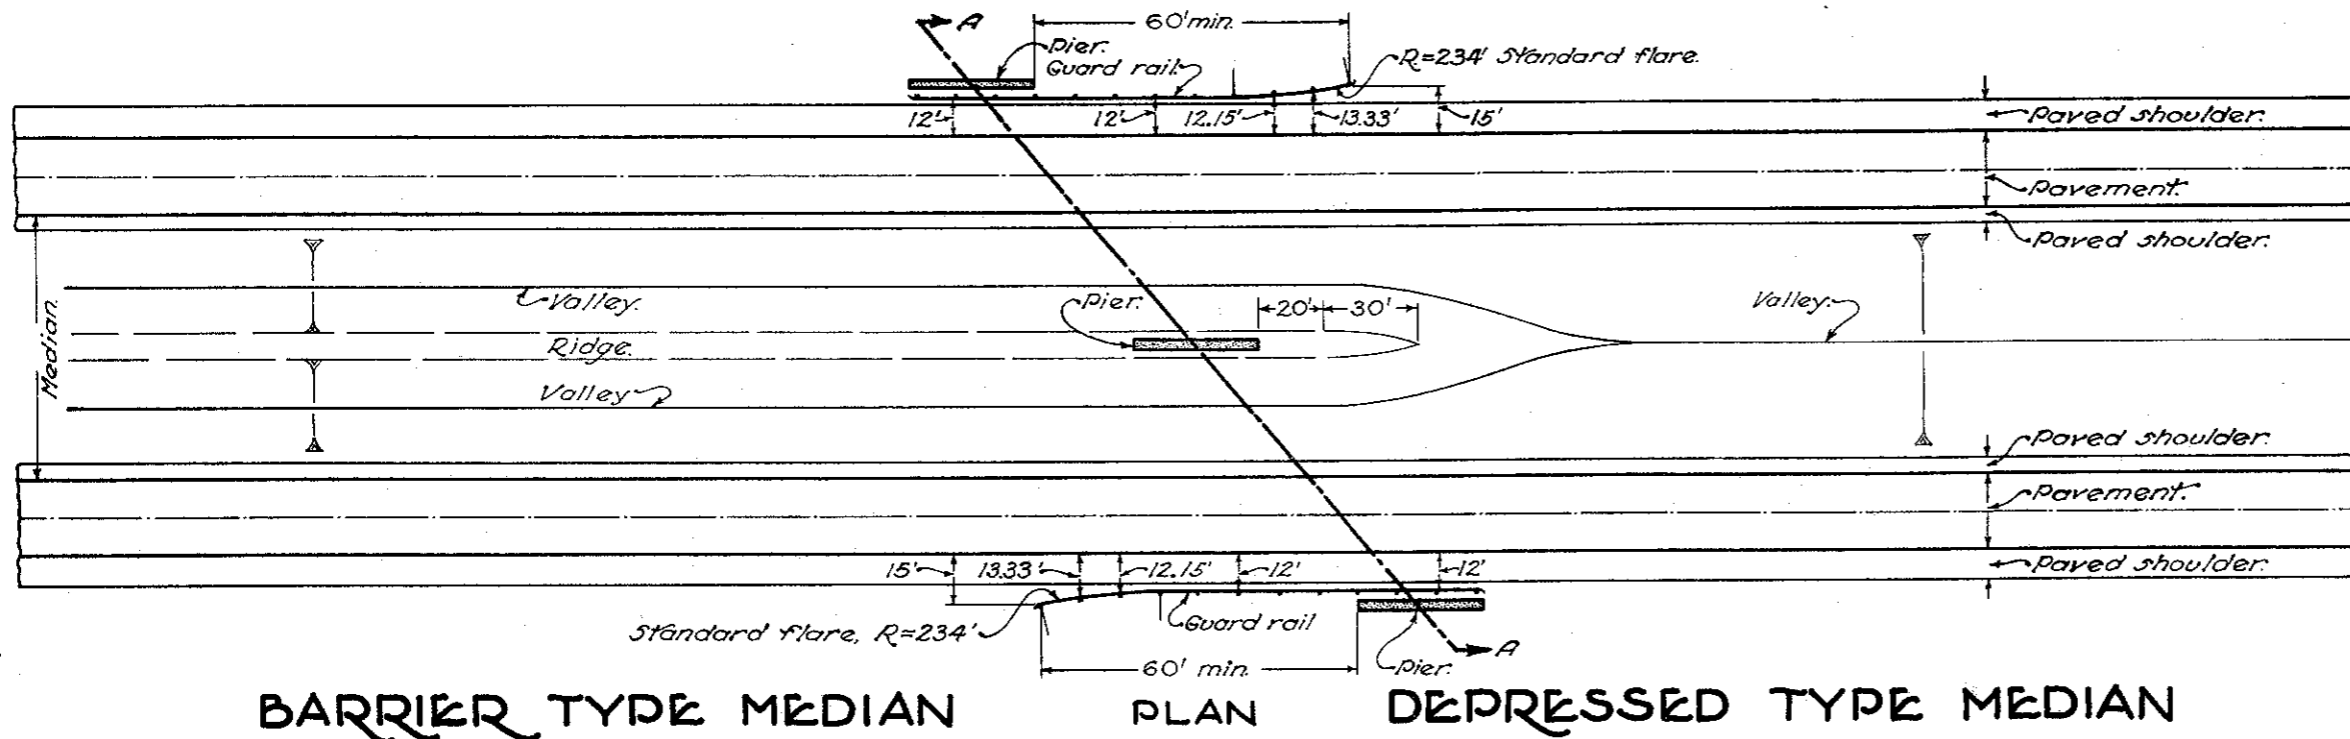 A
60' min.
Pier.
Guard rail.
R=234' Standard flare.
12'
12'
12.15'
13.33'
15'
Paved shoulder.
Pavement.
Paved shoulder.
Median.
Valley.
Ridge.
Valley
Pier.
20'
30'
Valley.
Paved shoulder.
Pavement.
Paved shoulder.
15'
13.33'
12.15'
12'
12'
Standard flare, R=234'
Guard rail
60' min.
Pier.
A
BARRIER TYPE MEDIAN
PLAN
DEPRESSED TYPE MEDIAN